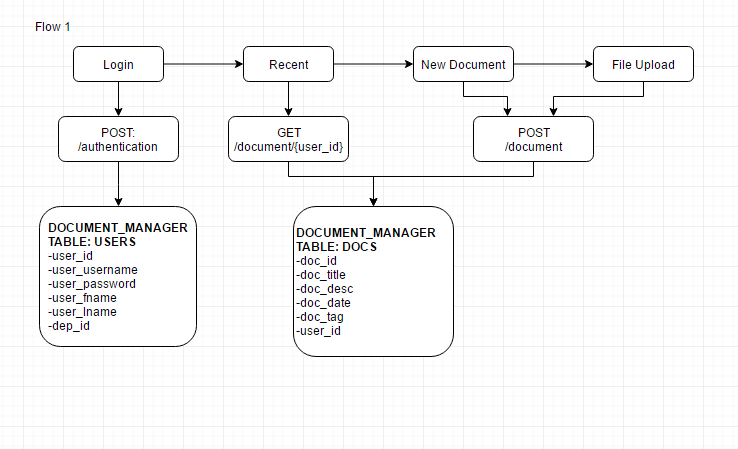 Flow 1
Login
Recent
New Document
File Upload
POST:
/authentication
GET
/document/{user_id}
POST
/document
DOCUMENT_MANAGER
TABLE: USERS
-user_id
-user_username
-user_password
-user_fname
-user_lname
-dep_id
DOCUMENT_MANAGER
TABLE: DOCS
-doc_id
-doc_title
-doc_desc
-doc_date
-doc_tag
-user_id